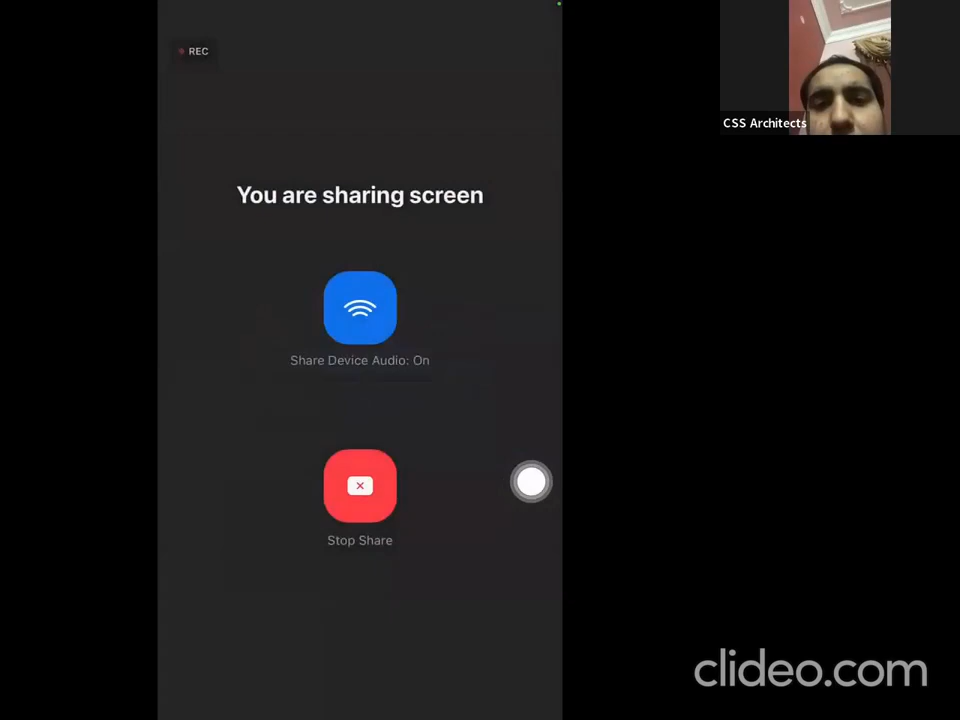 REC
CSS Architects
You are sharing screen
Share Device Audio: On
Stop Share
clideo.com